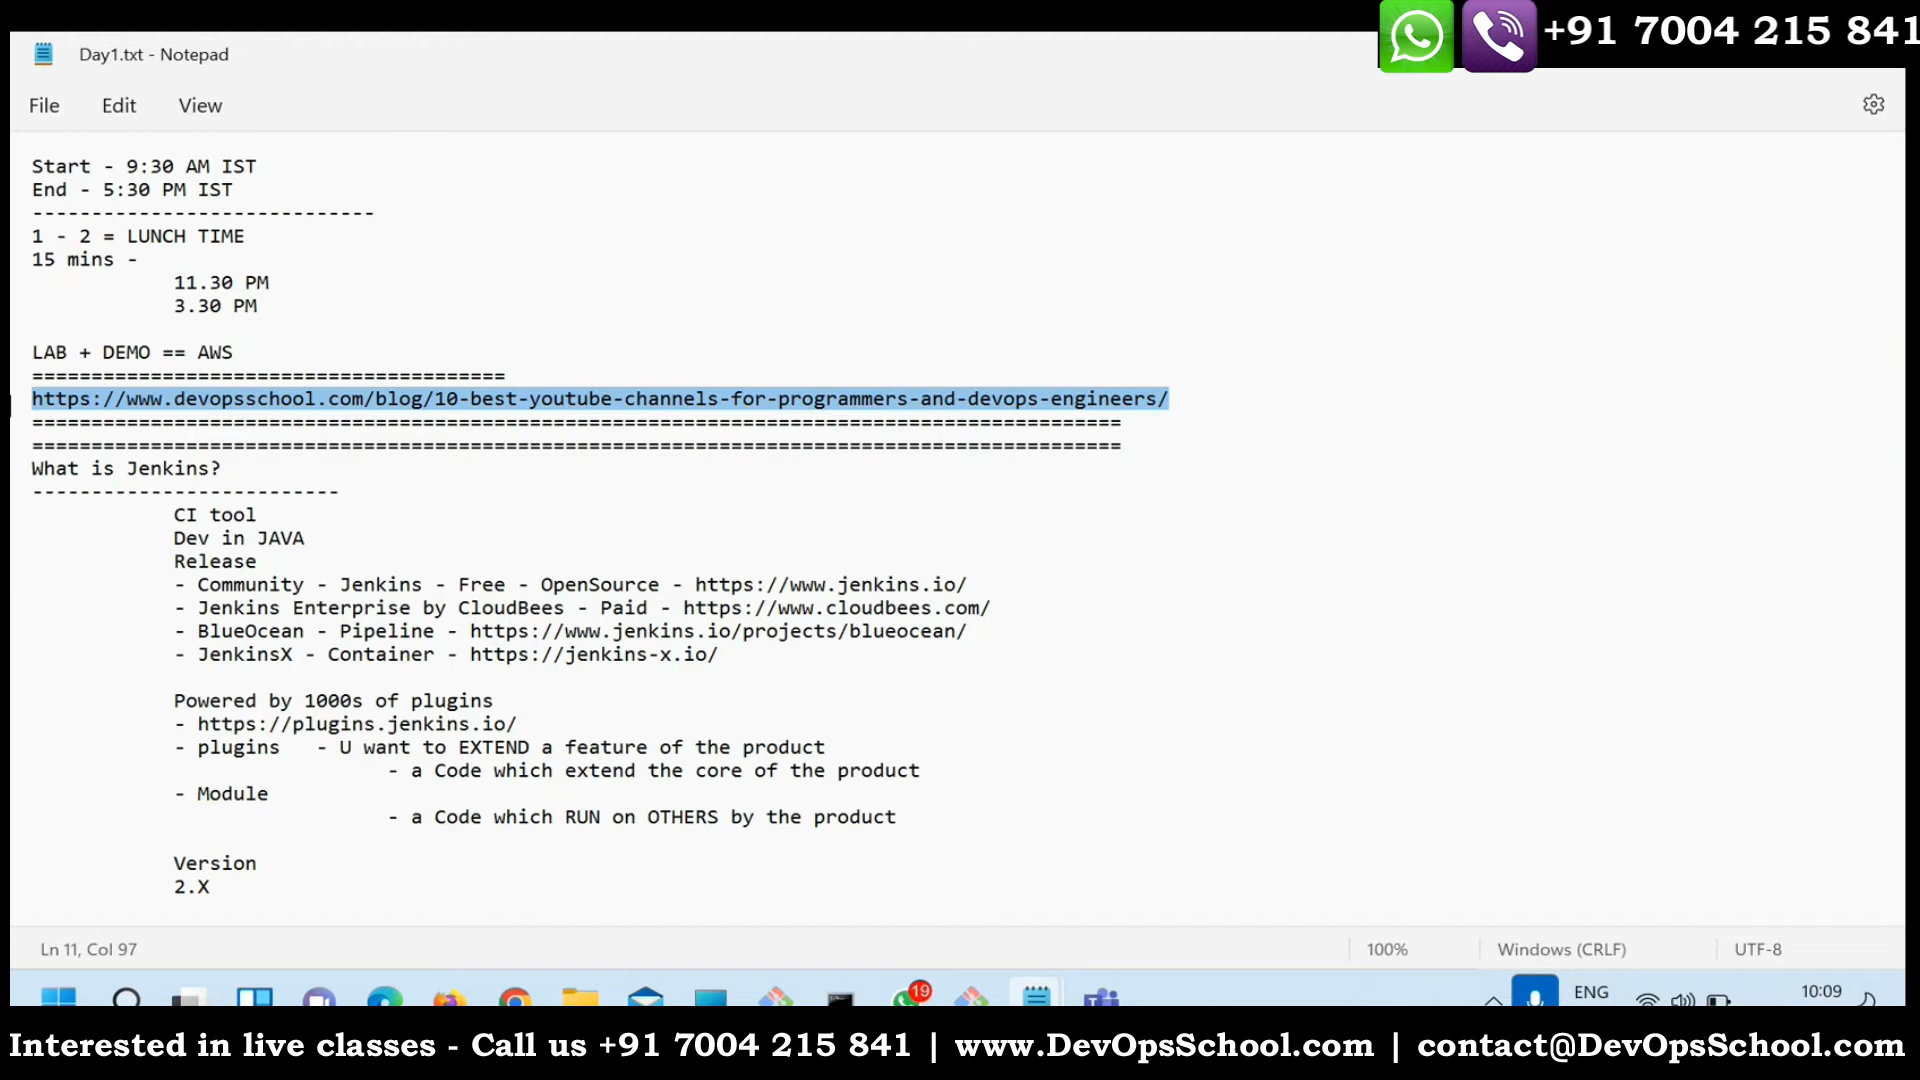 +91 7004 215 841
Day1.txt - Notepad
File Edit View
Start - 9:30 AM IST
End - 5:30 PM IST
-----------------------------
1 - 2 = LUNCH TIME
15 mins -
11.30 PM
3.30 PM
LAB + DEMO == AWS
========================================
https://www.devopsschool.com/blog/10-best-youtube-channels-for-programmers-and-devops-engineers/
============================================================================================
============================================================================================
What is Jenkins?
--------------------------
CI tool
Dev in JAVA
Release
- Community - Jenkins - Free - OpenSource - https://www.jenkins.io/
- Jenkins Enterprise by CloudBees - Paid - https://www.cloudbees.com/
- BlueOcean - Pipeline - https://www.jenkins.io/projects/blueocean/
- JenkinsX - Container - https://jenkins-x.io/
Powered by 1000s of plugins
- https://plugins.jenkins.io/
- plugins - U want to EXTEND a feature of the product
- a Code which extend the core of the product
- Module
- a Code which RUN on OTHERS by the product
Version
2.X
Ln 11, Col 97 100% Windows (CRLF) UTF-8
19 ENG 10:09
Interested in live classes - Call us +91 7004 215 841 | www.DevOpsSchool.com | contact@DevOpsSchool.com